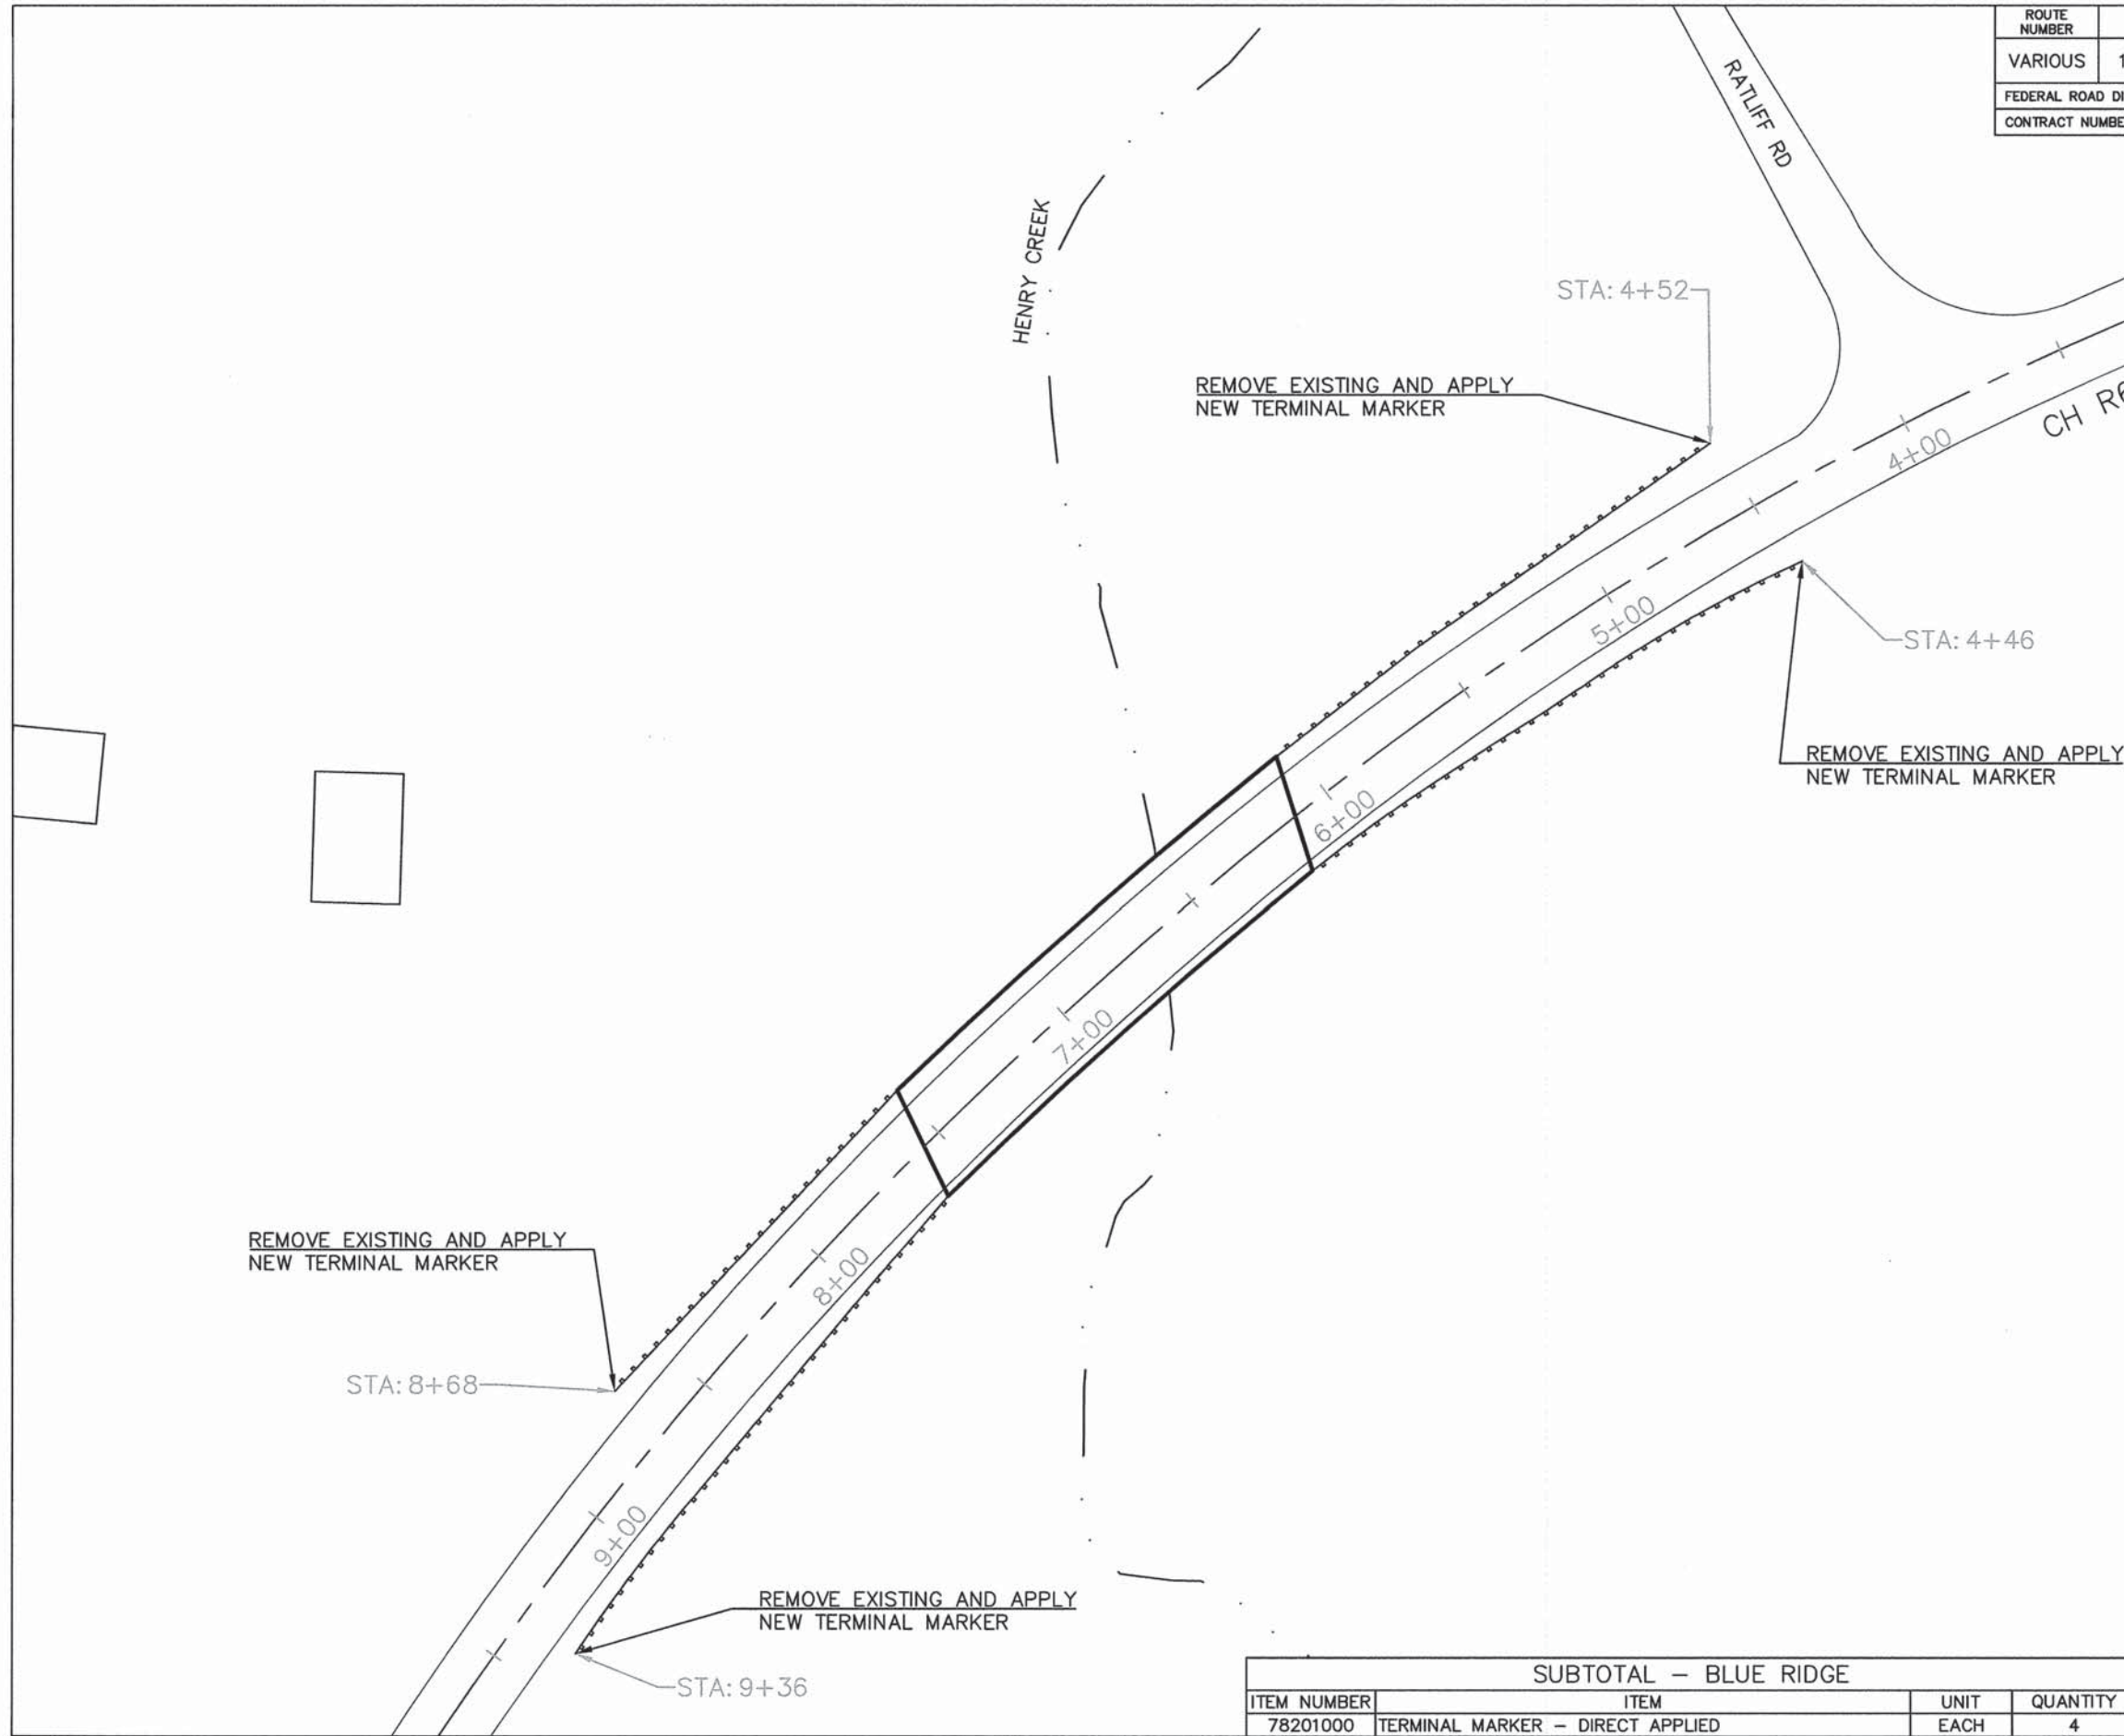 ROUTE
NUMBER
VARIOUS
FEDERAL ROAD
CONTRACT
RATLIFF RD
HENRY CREEK
STA: 4+52
REMOVE EXISTING AND APPLY
NEW TERMINAL MARKER
CH
4+00
5+00
STA: 4+46
REMOVE EXISTING AND APPLY
NEW TERMINAL MARKER
6+00
7+00
REMOVE EXISTING AND APPLY
NEW TERMINAL MARKER
8+00
STA: 8+68
9+00
REMOVE EXISTING AND APPLY
NEW TERMINAL MARKER
STA: 9+36
SUBTOTAL – BLUE RIDGE
ITEM NUMBER ITEM UNIT QUANTITY
78201000 TERMINAL MARKER – DIRECT APPLIED EACH 4